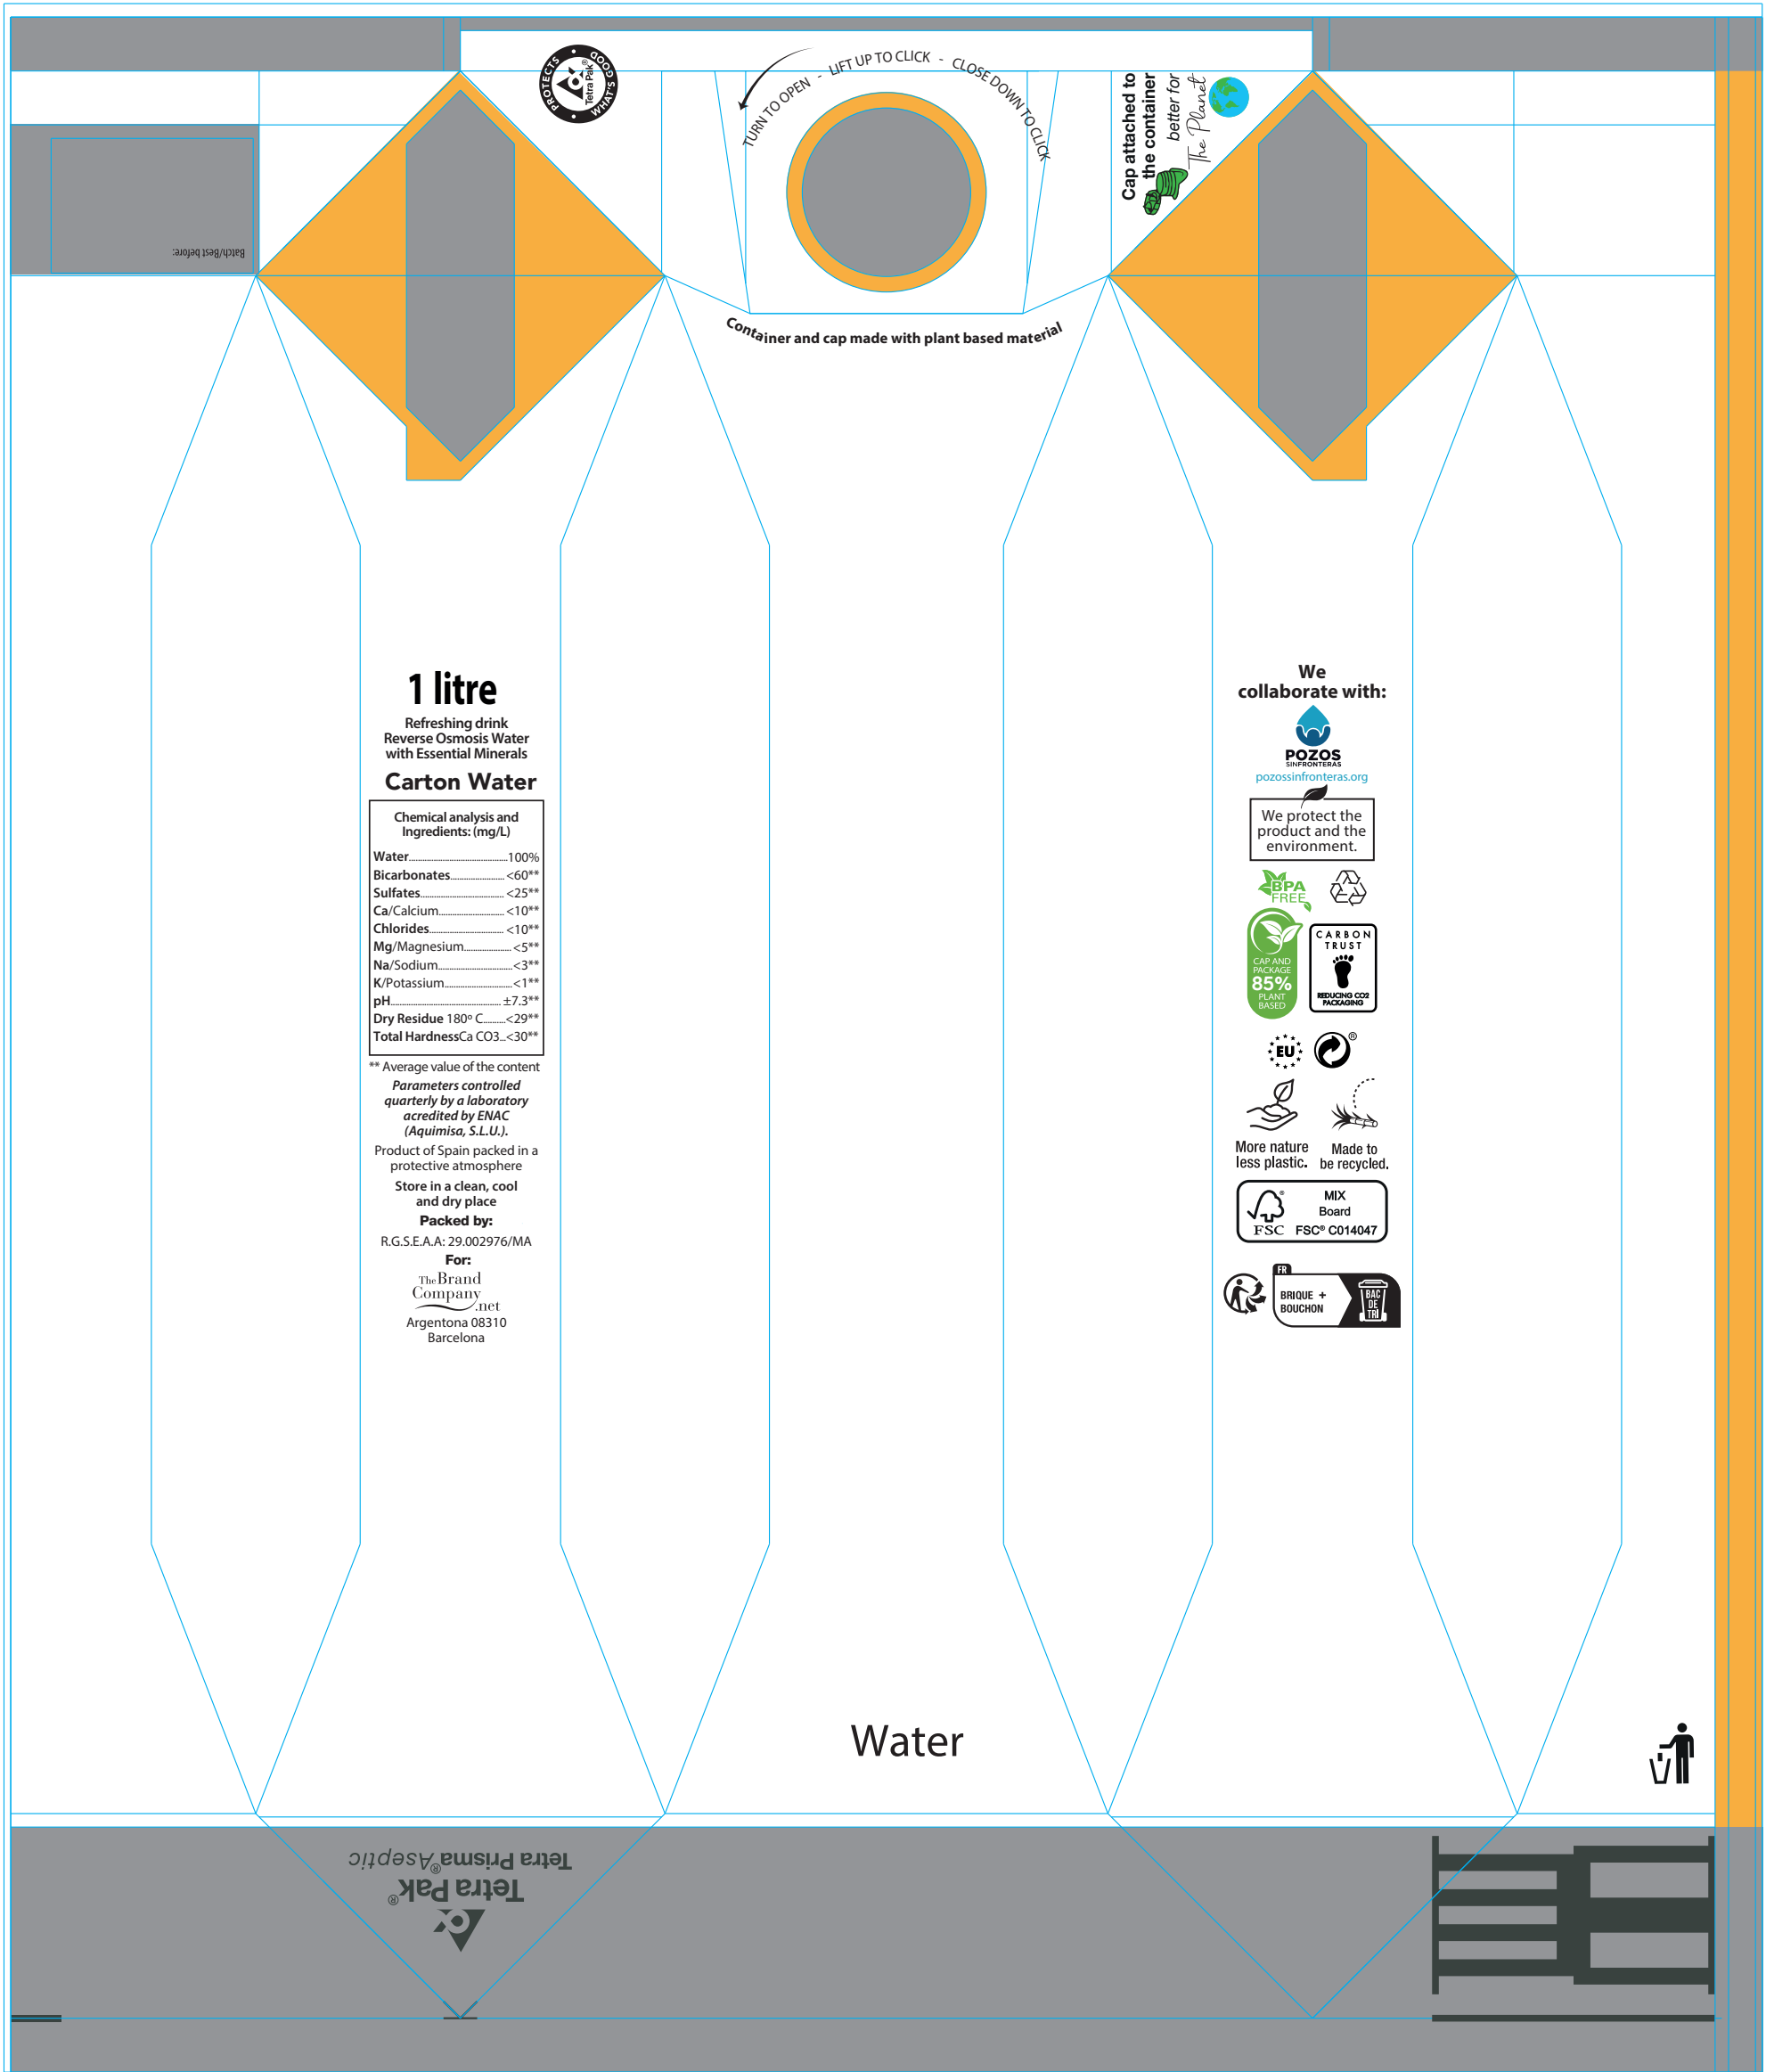 PROTECTS • WHAT'S GOOD •
Tetra Pak®
TURN TO OPEN - LIFT UP TO CLICK - CLOSE DOWN TO CLICK
Cap attached to
the container
better for
The Planet
Batch/Best before:
Container and cap made with plant based material
1 litre
Refreshing drink
Reverse Osmosis Water
with Essential Minerals
Carton Water
Chemical analysis and
Ingredients: (mg/L)
Water..........100%
Bicarbonates..........<60**
Sulfates..........<25**
Ca/Calcium..........<10**
Chlorides..........<10**
Mg/Magnesium..........<5**
Na/Sodium..........<3**
K/Potassium..........<1**
pH..........±7.3**
Dry Residue 180º C..........<29**
Total HardnessCa CO3..<30**
** Average value of the content
Parameters controlled
quarterly by a laboratory
acredited by ENAC
(Aquimisa, S.L.U.).
Product of Spain packed in a
protective atmosphere
Store in a clean, cool
and dry place
Packed by:
R.G.S.E.A.A: 29.002976/MA
For:
The Brand
Company
.net
Argentona 08310
Barcelona
We
collaborate with:
POZOS
SINFRONTERAS
pozossinfronteras.org
We protect the
product and the
environment.
BPA
FREE
CAP AND
PACKAGE
85%
PLANT
BASED
CARBON
TRUST
REDUCING CO2
PACKAGING
EU
®
More nature
less plastic.
Made to
be recycled.
FSC®
MIX
Board
FSC® C014047
FR
BRIQUE +
BOUCHON
BAC
DE
TRI
Water
Tetra Pak®
Tetra Prisma® Aseptic